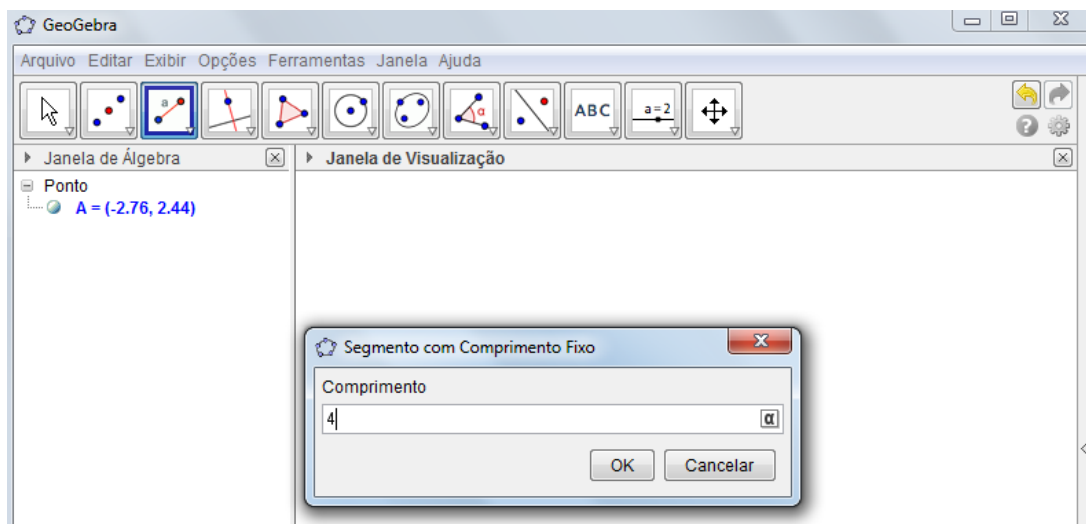 GeoGebra
Arquivo Editar Exibir Opções Ferramentas Janela Ajuda
a
α
ABC
a=2
Janela de Álgebra
Janela de Visualização
Ponto
A = (-2.76, 2.44)
Segmento com Comprimento Fixo
Comprimento
4
α
OK
Cancelar